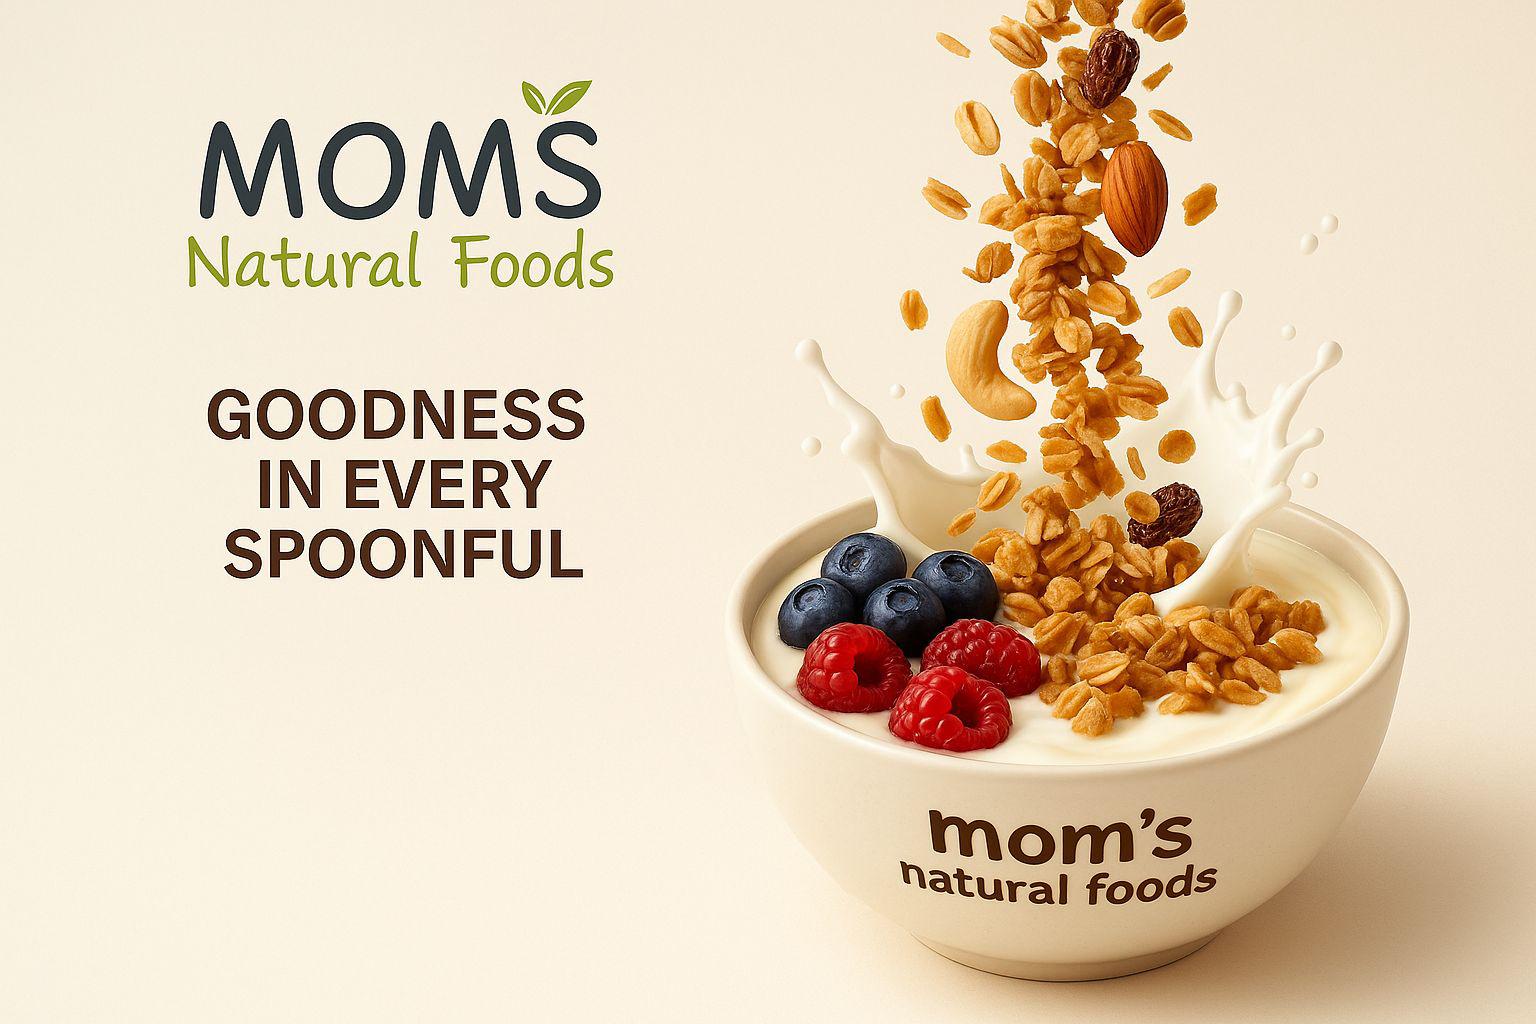 MOMS
Natural Foods
GOODNESS
IN EVERY
SPOONFUL
mom's
natural foods